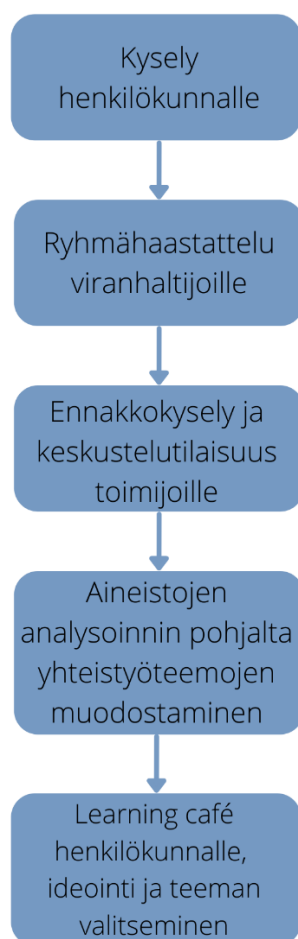 Kysely
henkilökunnalle
Ryhmähaastattelu
viranhaltijoille
Ennakkokysely ja
keskustelutilaisuus
toimijoille
Aineistojen
analysoinnin pohjalta
yhteistyöteemojen
muodostaminen
Learning café
henkilökunnalle,
ideointi ja teeman
valitseminen